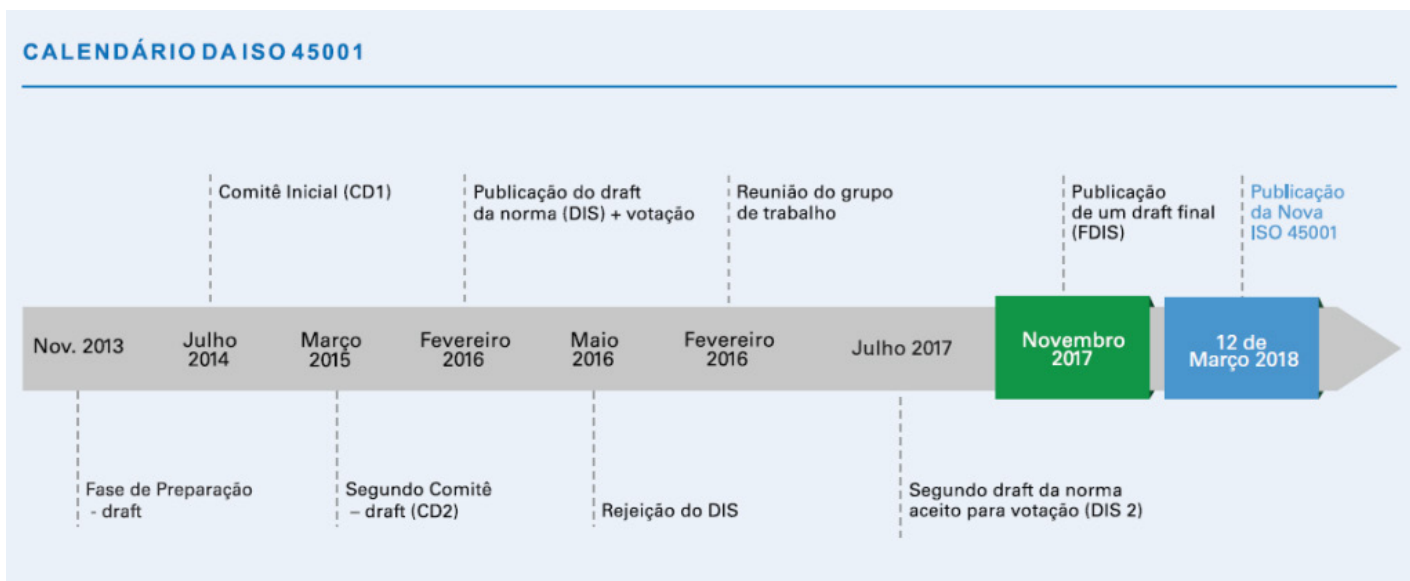 CALENDÁRIO DA ISO 45001
Comitê Inicial (CD1)
Publicação do draft
da norma (DIS) + votação
Reunião do grupo
de trabalho
Publicação
de um draft final
(FDIS)
Publicação
da Nova
ISO 45001
Nov. 2013
Julho
2014
Março
2015
Fevereiro
2016
Maio
2016
Fevereiro
2016
Julho 2017
Novembro
2017
12 de
Março 2018
Fase de Preparação
- draft
Segundo Comitê
– draft (CD2)
Rejeição do DIS
Segundo draft da norma
aceito para votação (DIS 2)